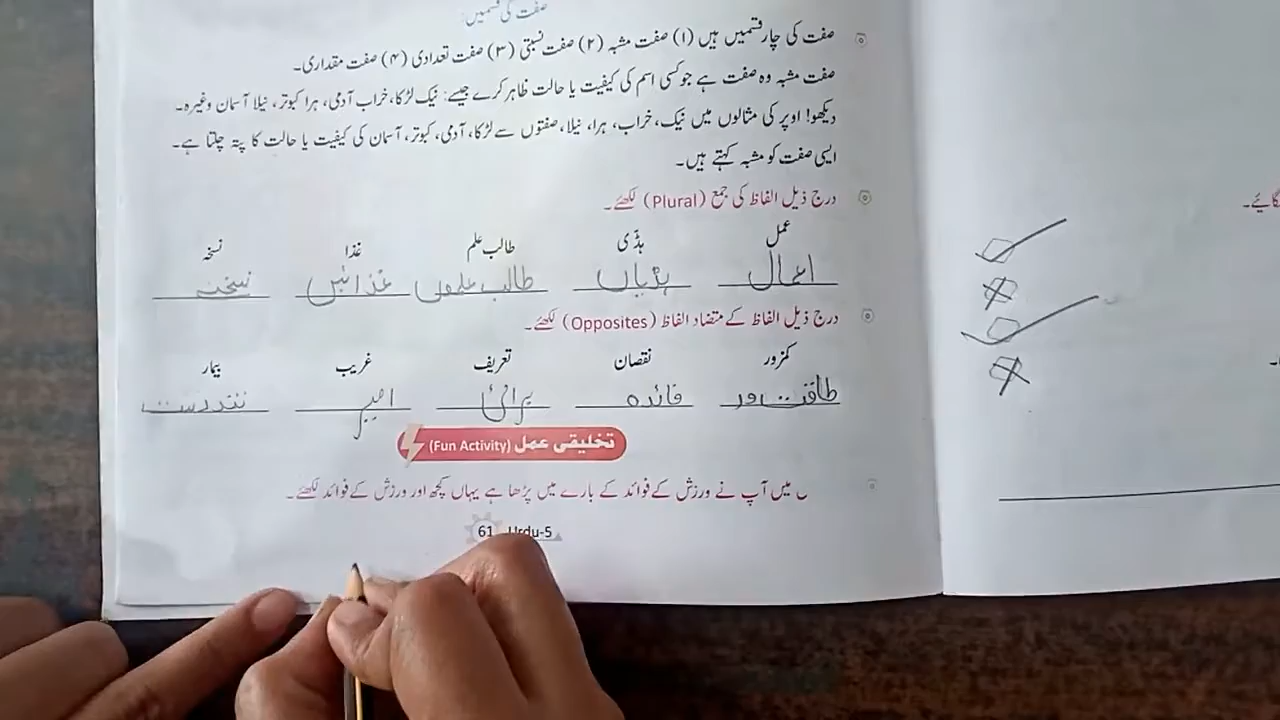 صفت کی قسمیں:
صفت کی چار قسمیں ہیں (۱) صفت مشبہ (۲) صفت نسبتی (۳) صفت تعدادی (۴) صفت مقداری۔
صفت مشبہ وہ صفت ہے جو کسی اسم کی کیفیت یا حالت ظاہر کرے جیسے: نیک لڑکا، خراب آدمی، ہرا کبوتر، نیلا آسمان وغیرہ۔
دیکھو! اوپر کی مثالوں میں نیک، خراب، ہرا، نیلا، صفتوں سے لڑکا، آدمی، کبوتر، آسمان کی کیفیت یا حالت کا پتہ چلتا ہے۔
ایسی صفت کو مشبہ کہتے ہیں۔
درج ذیل الفاظ کی جمع (Plural) لکھئے۔
عمل ہڈّی طالب علم غذا نسخہ
اعمال ہڈیاں طالب علموں غذائیں نسخے
درج ذیل الفاظ کے متضاد الفاظ (Opposites) لکھئے۔
کمزور نقصان تعریف غریب بیمار
طاقت ور فائدہ برائی امیر تندرست
تخلیقی عمل (Fun Activity)
میں آپ نے ورزش کے فوائد کے بارے میں پڑھا ہے یہاں کچھ اور ورزش کے فوائد لکھئے۔
61 Urdu-5